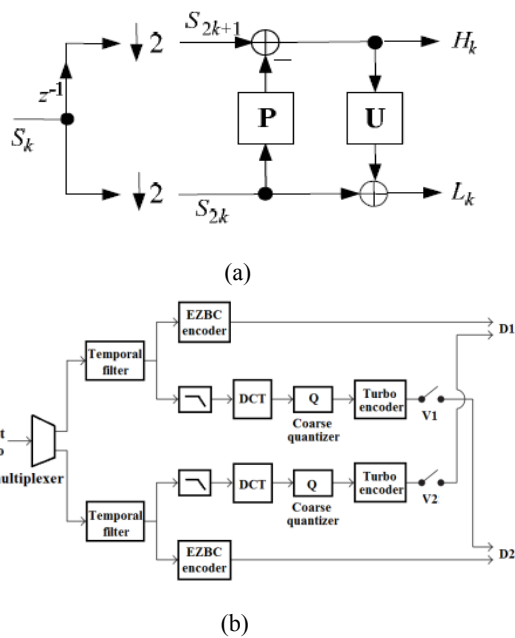 S2k+1
↓2
Hk
z-1
P
U
Sk
↓2
S2k
Lk
(a)
EZBC
encoder
D1
Temporal
filter
DCT
Q
Turbo
encoder
Coarse
quantizer
V1
DCT
Q
Turbo
encoder
Coarse
quantizer
V2
Temporal
filter
EZBC
encoder
D2
(b)